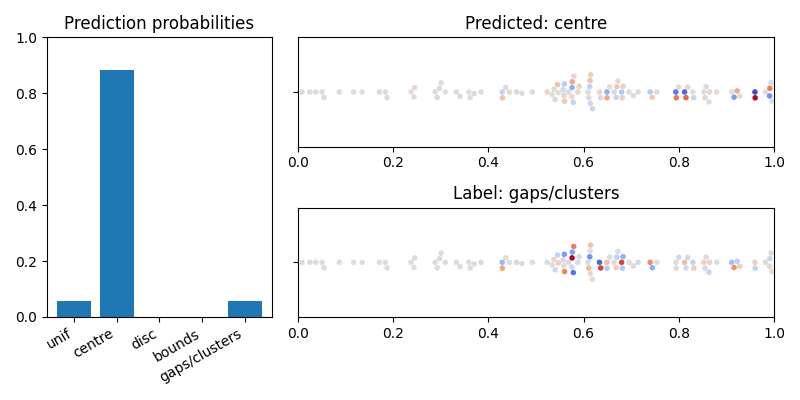 Prediction probabilities
1.0
0.8
0.6
0.4
0.2
0.0
unif
centre
disc
bounds
gaps/clusters
Predicted: centre
0.0 0.2 0.4 0.6 0.8 1.0
Label: gaps/clusters
0.0 0.2 0.4 0.6 0.8 1.0